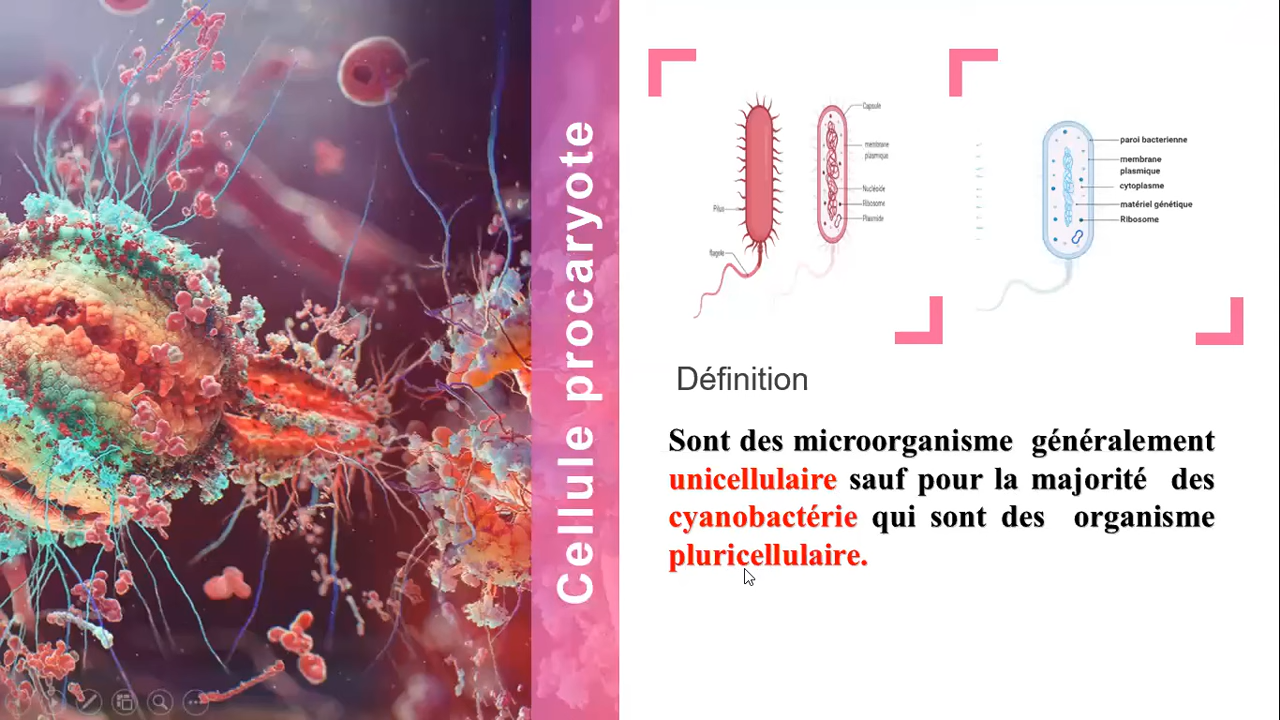 Cellule procaryote
Capsule
membrane
plasmique
Nucléoïde
Ribosome
Plasmide
Pilus
flagele
paroi bacterienne
membrane
plasmique
cytoplasme
matériel génétique
Ribosome
Définition
Sont des microorganisme généralement
unicellulaire sauf pour la majorité des
cyanobactérie qui sont des organisme
pluricellulaire.